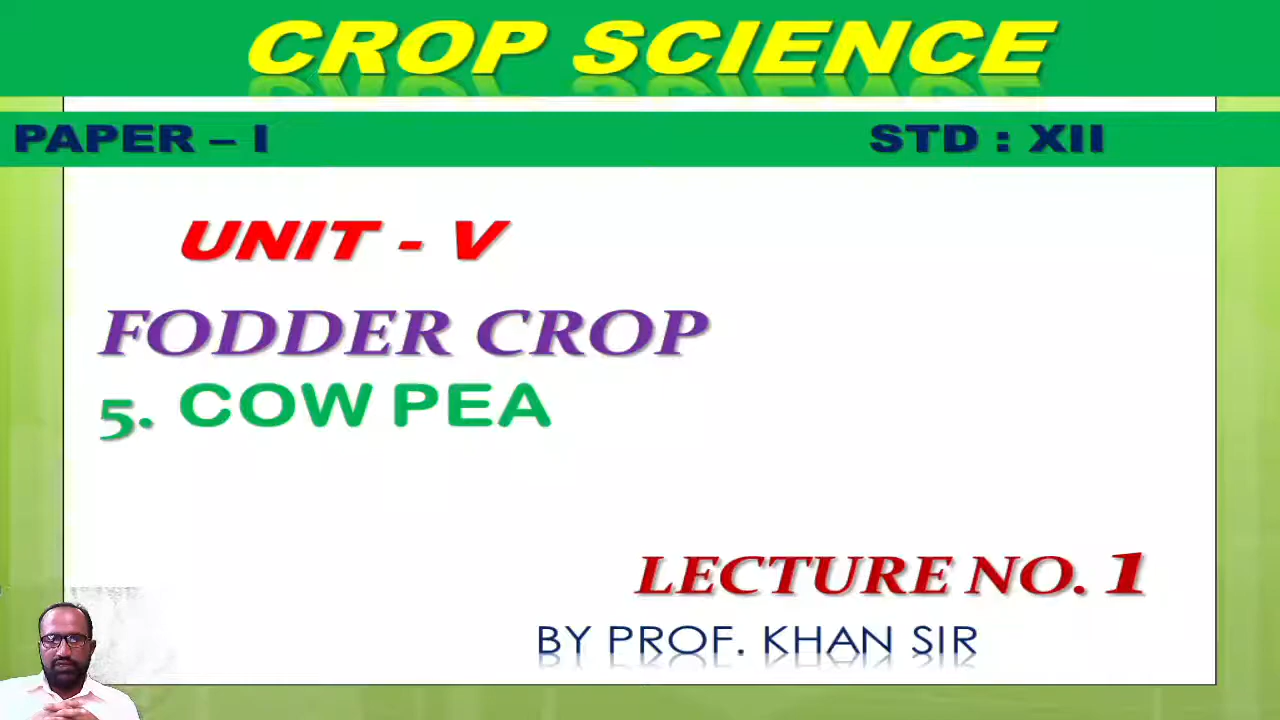 CROP SCIENCE
PAPER – I STD : XII
UNIT - V
FODDER CROP
5. COW PEA
LECTURE NO. 1
BY PROF. KHAN SIR